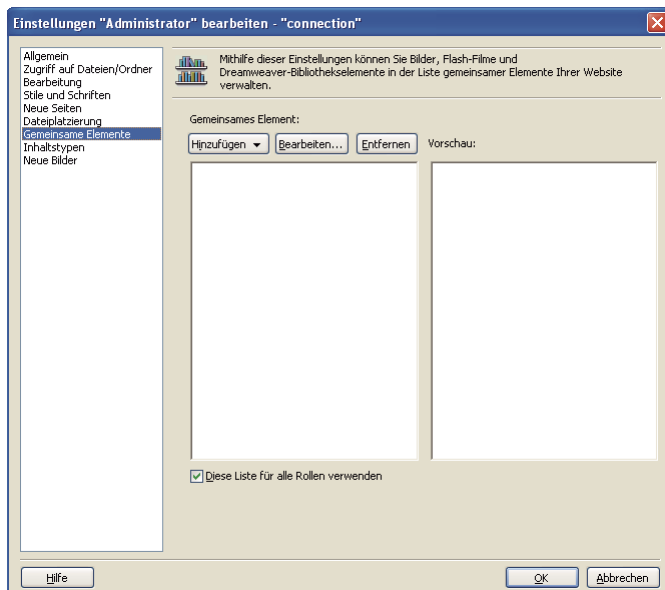 Einstellungen "Administrator" bearbeiten - "connection"
Allgemein
Zugriff auf Dateien/Ordner
Bearbeitung
Stile und Schriften
Neue Seiten
Dateiplatzierung
Gemeinsame Elemente
Inhaltstypen
Neue Bilder
Mithilfe dieser Einstellungen können Sie Bilder, Flash-Filme und
Dreamweaver-Bibliothekselemente in der Liste gemeinsamer Elemente Ihrer Website
verwalten.
Gemeinsames Element:
Hinzufügen Bearbeiten... Entfernen Vorschau:
Diese Liste für alle Rollen verwenden
Hilfe OK Abbrechen